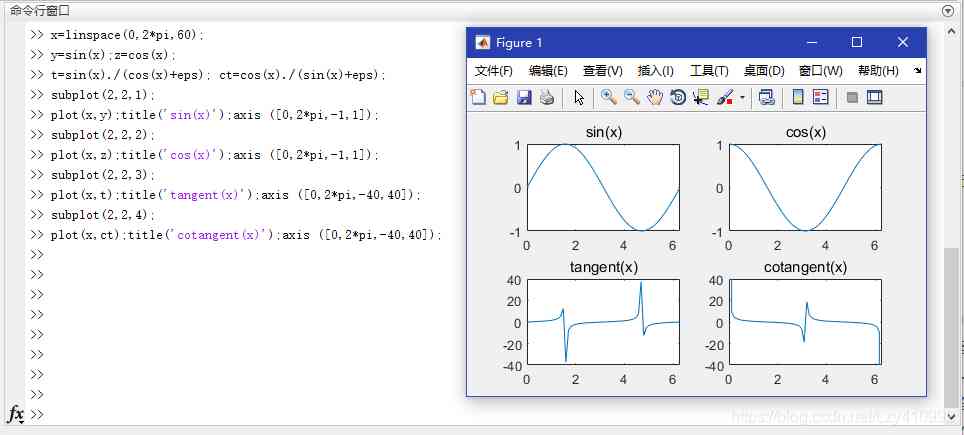 命令行窗口
>> x=linspace(0,2*pi,60);
>> y=sin(x);z=cos(x);
>> t=sin(x)./(cos(x)+eps); ct=cos(x)./(sin(x)+eps);
>> subplot(2,2,1);
>> plot(x,y);title('sin(x)');axis ([0,2*pi,-1,1]);
>> subplot(2,2,2);
>> plot(x,z);title('cos(x)');axis ([0,2*pi,-1,1]);
>> subplot(2,2,3);
>> plot(x,t);title('tangent(x)');axis ([0,2*pi,-40,40]);
>> subplot(2,2,4);
>> plot(x,ct);title('cotangent(x)');axis ([0,2*pi,-40,40]);
>>
>>
>>
>>
>>
>>
>>
>>
fx >>
Figure 1
文件(F) 编辑(E) 查看(V) 插入(I) 工具(T) 桌面(D) 窗口(W) 帮助(H)
sin(x)
1
0
-1
0 2 4 6
cos(x)
1
0
-1
0 2 4 6
tangent(x)
40
20
0
-20
-40
0 2 4 6
cotangent(x)
40
20
0
-20
-40
0 2 4 6